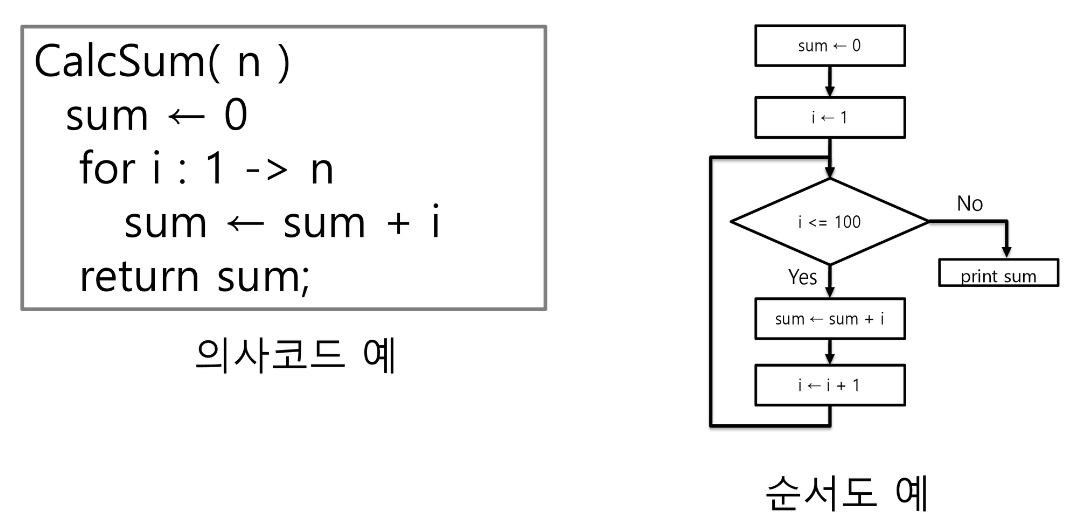 CalcSum( n )
sum ← 0
for i : 1 -> n
sum ← sum + i
return sum;
의사코드 예
sum ← 0
i ← 1
i <= 100
No
print sum
Yes
sum ← sum + i
i ← i + 1
순서도 예